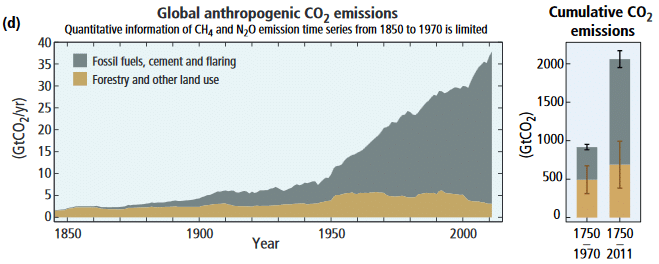 (d)
Global anthropogenic CO₂ emissions
Quantitative information of CH4 and N2O emission time series from 1850 to 1970 is limited
40
35
30
25
20
15
10
5
0
(GtCO₂/yr)
Fossil fuels, cement and flaring
Forestry and other land use
1850 1900 1950 2000
Year
Cumulative CO₂
emissions
2000
1500
1000
500
0
(GtCO₂)
1750 1750
– –
1970 2011